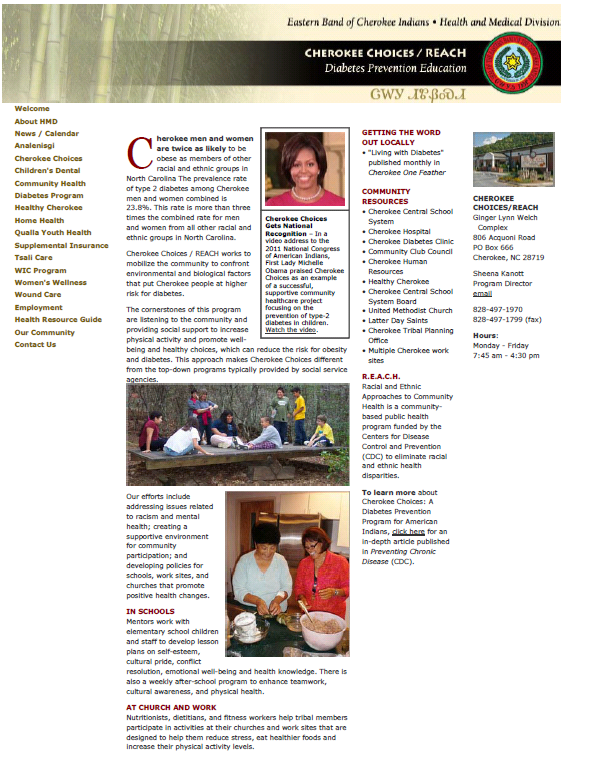 Eastern Band of Cherokee Indians • Health and Medical Division.
CHEROKEE CHOICES / REACH
Diabetes Prevention Education
ᏣᎳᎩ
Welcome
About HMD
News / Calendar
Analenisgi
Cherokee Choices
Children's Dental
Community Health
Diabetes Program
Healthy Cherokee
Home Health
Qualla Youth Health
Supplemental Insurance
Tsali Care
WIC Program
Women's Wellness
Wound Care
Employment
Health Resource Guide
Our Community
Contact Us
Cherokee men and women
are twice as likely to be
obese as members of other
racial and ethnic groups in
North Carolina The prevalence rate
of type 2 diabetes among Cherokee
men and women combined is
23.8%. This rate is more than three
times the combined rate for men
and women from all other racial and
ethnic groups in North Carolina.
Cherokee Choices / REACH works to
mobilize the community to confront
environmental and biological factors
that put Cherokee people at higher
risk for diabetes.
The cornerstones of this program
are listening to the community and
providing social support to increase
physical activity and promote well-
being and healthy choices, which can reduce the risk for obesity
and diabetes. This approach makes Cherokee Choices different
from the top-down programs typically provided by social service
agencies.
Cherokee Choices
Gets National
Recognition – In a
video address to the
2011 National Congress
of American Indians,
First Lady Michelle
Obama praised Cherokee
Choices as an example
of a successful,
supportive community
healthcare project
focusing on the
prevention of type-2
diabetes in children.
Watch the video.
Our efforts include
addressing issues related
to racism and mental
health; creating a
supportive environment
for community
participation; and
developing policies for
schools, work sites, and
churches that promote
positive health changes.
IN SCHOOLS
Mentors work with
elementary school children
and staff to develop lesson
plans on self-esteem,
cultural pride, conflict
resolution, emotional well-being and health knowledge. There is
also a weekly after-school program to enhance teamwork,
cultural awareness, and physical health.
AT CHURCH AND WORK
Nutritionists, dietitians, and fitness workers help tribal members
participate in activities at their churches and work sites that are
designed to help them reduce stress, eat healthier foods and
increase their physical activity levels.
GETTING THE WORD
OUT LOCALLY
• "Living with Diabetes"
published monthly in
Cherokee One Feather
COMMUNITY
RESOURCES
• Cherokee Central School
System
• Cherokee Hospital
• Cherokee Diabetes Clinic
• Community Club Council
• Cherokee Human
Resources
• Healthy Cherokee
• Cherokee Central School
System Board
• United Methodist Church
• Latter Day Saints
• Cherokee Tribal Planning
Office
• Multiple Cherokee work
sites
R.E.A.C.H.
Racial and Ethnic
Approaches to Community
Health is a community-
based public health
program funded by the
Centers for Disease
Control and Prevention
(CDC) to eliminate racial
and ethnic health
disparities.
To learn more about
Cherokee Choices: A
Diabetes Prevention
Program for American
Indians, click here for an
in-depth article published
in Preventing Chronic
Disease (CDC).
CHEROKEE
CHOICES/REACH
Ginger Lynn Welch
Complex
806 Acquoni Road
PO Box 666
Cherokee, NC 28719
Sheena Kanott
Program Director
email
828-497-1970
828-497-1799 (fax)
Hours:
Monday - Friday
7:45 am - 4:30 pm